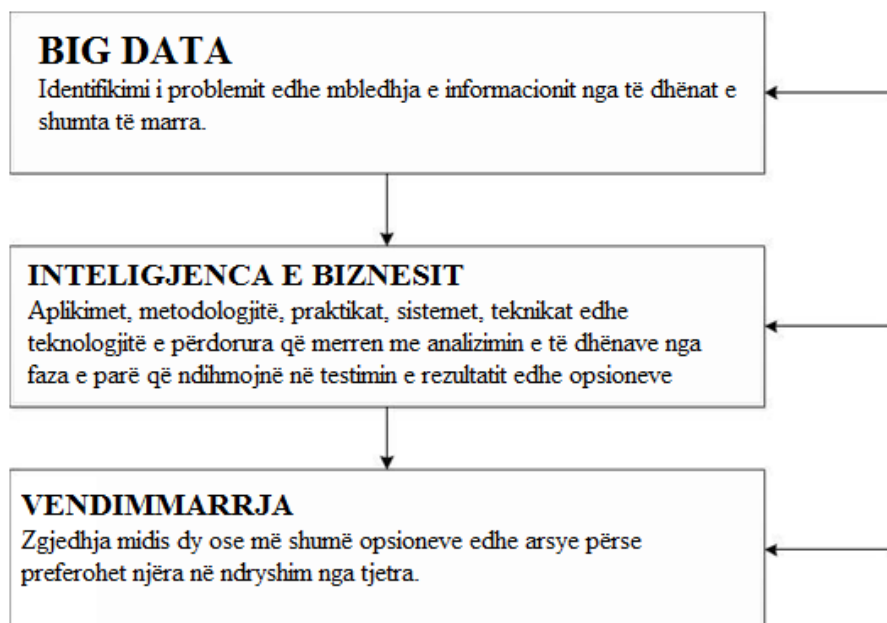 BIG DATA
Identifikimi i problemit edhe mbledhja e informacionit nga të dhënat e
shumta të marra.
INTELIGJENCA E BIZNESIT
Aplikimet, metodologjitë, praktikat, sistemet, teknikat edhe
teknologjitë e përdorura që merren me analizimin e të dhënave nga
faza e parë që ndihmojnë në testimin e rezultatit edhe opsioneve
VENDIMMARRJA
Zgjedhja midis dy ose më shumë opsioneve edhe arsye përse
preferohet njëra në ndryshim nga tjetra.